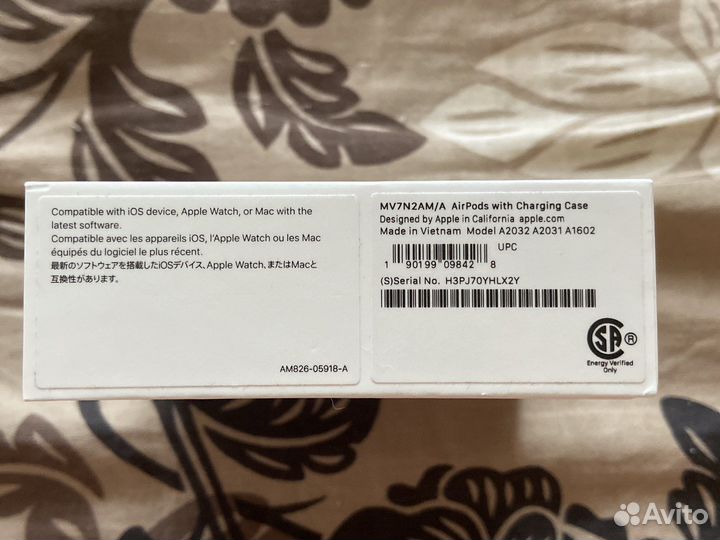 Compatible with iOS device, Apple Watch, or Mac with the
latest software.
Compatible avec les appareils iOS, l'Apple Watch ou les Mac
équipés du logiciel le plus récent.
最新のソフトウェアを搭載したiOSデバイス、Apple Watch、またはMacと
互換性があります。
AM826-05918-A
MV7N2AM/A AirPods with Charging Case
Designed by Apple in California apple.com
Made in Vietnam Model A2032 A2031 A1602
UPC
1 90199 09842 8
(S)Serial No. H3PJ70YHLX2Y
SA ®
Energy Verified
Only
Avito